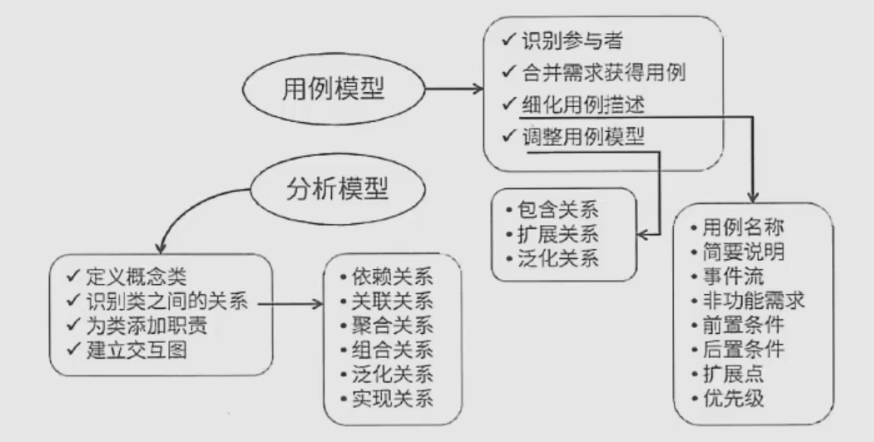 用例模型
✓ 识别参与者
✓ 合并需求获得用例
✓ 细化用例描述
✓ 调整用例模型
分析模型
• 包含关系
• 扩展关系
• 泛化关系
• 用例名称
• 简要说明
• 事件流
• 非功能需求
• 前置条件
• 后置条件
• 扩展点
• 优先级
✓ 定义概念类
✓ 识别类之间的关系
✓ 为类添加职责
✓ 建立交互图
• 依赖关系
• 关联关系
• 聚合关系
• 组合关系
• 泛化关系
• 实现关系